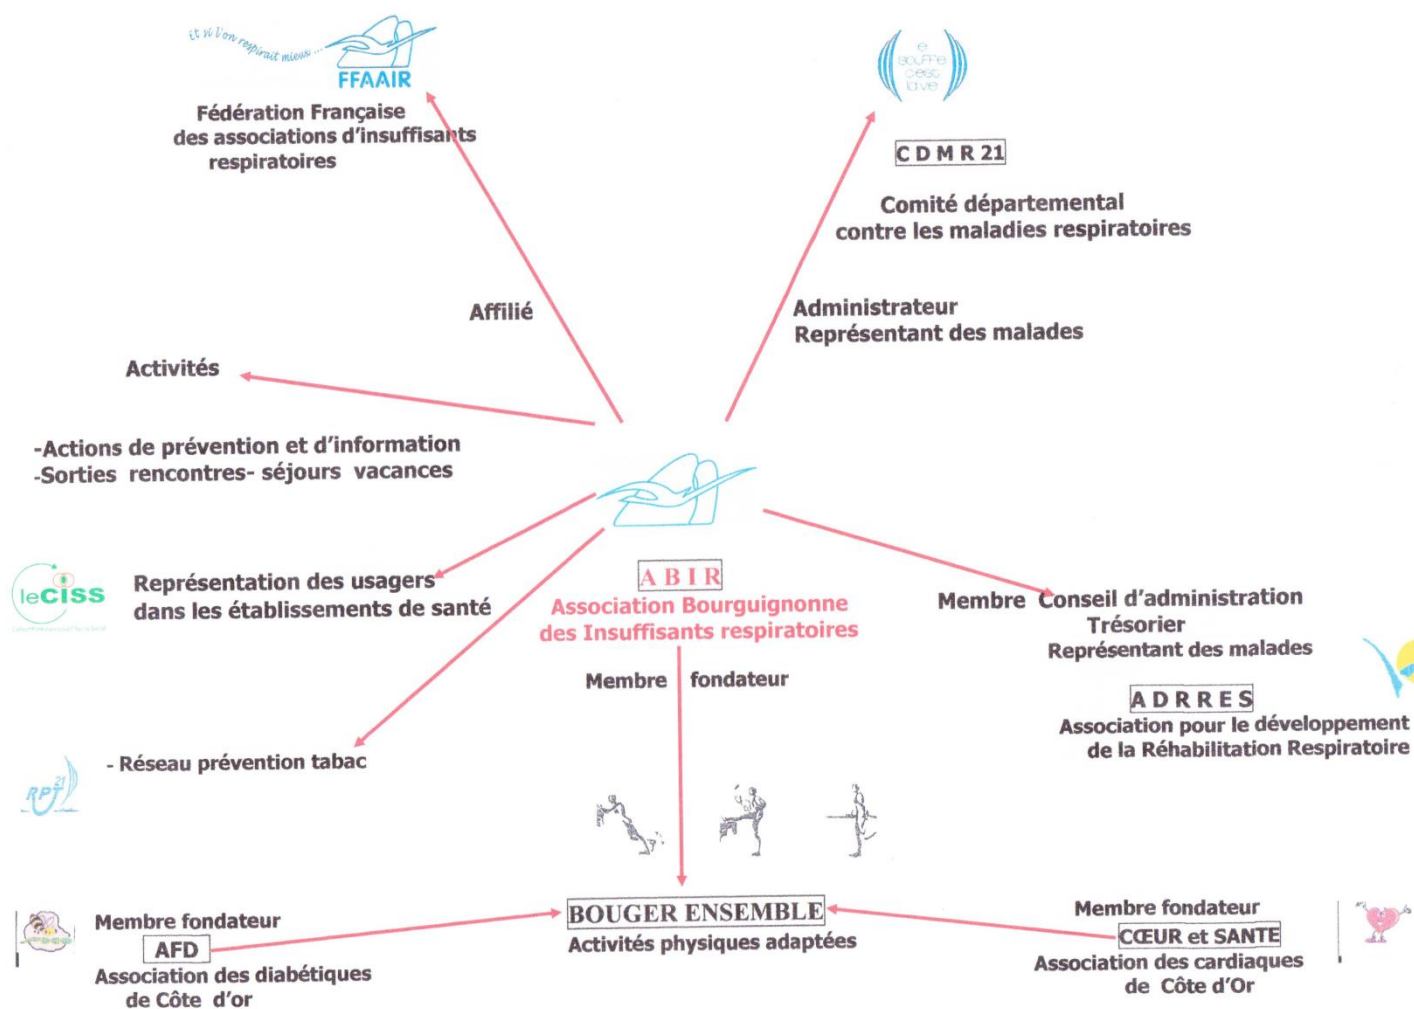 Et si l'on respirait mieux ...
FFAAIR
Fédération Française
des associations d'insuffisants
respiratoires
e
souffle
c'est
la vie
C D M R 21
Comité départemental
contre les maladies respiratoires
Affilié
Administrateur
Représentant des malades
Activités
-Actions de prévention et d'information
-Sorties rencontres- séjours vacances
leCISS
Représentation des usagers
dans les établissements de santé
A B I R
Association Bourguignonne
des Insuffisants respiratoires
Membre Conseil d'administration
Trésorier
Représentant des malades
A D R R E S
Association pour le développement
de la Réhabilitation Respiratoire
Membre fondateur
RPT 21
- Réseau prévention tabac
BOUGER ENSEMBLE
Activités physiques adaptées
Membre fondateur
AFD
Association des diabétiques
de Côte d'or
Membre fondateur
CŒUR et SANTE
Association des cardiaques
de Côte d'Or